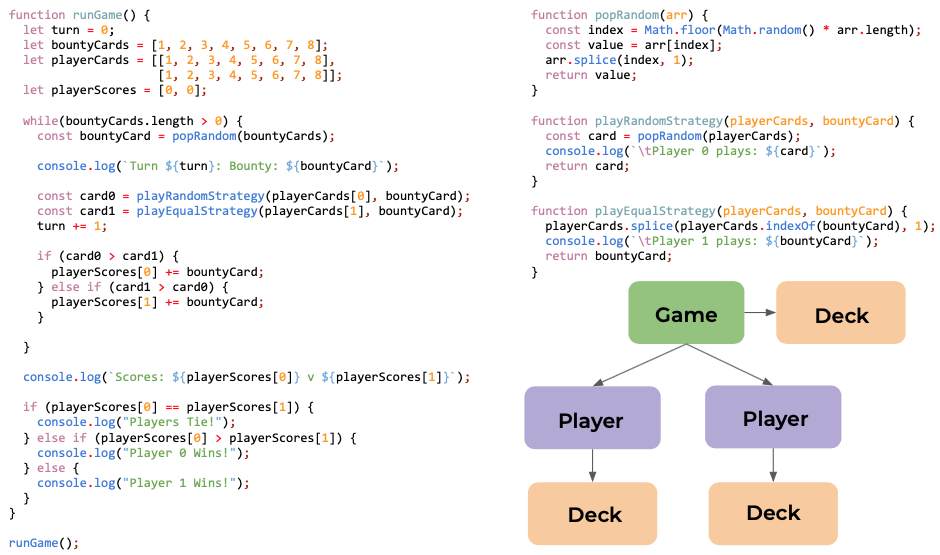 function runGame() {
  let turn = 0;
  let bountyCards = [1, 2, 3, 4, 5, 6, 7, 8];
  let playerCards = [[1, 2, 3, 4, 5, 6, 7, 8],
                     [1, 2, 3, 4, 5, 6, 7, 8]];
  let playerScores = [0, 0];

  while(bountyCards.length > 0) {
    const bountyCard = popRandom(bountyCards);

    console.log(`Turn ${turn}: Bounty: ${bountyCard}`);

    const card0 = playRandomStrategy(playerCards[0], bountyCard);
    const card1 = playEqualStrategy(playerCards[1], bountyCard);
    turn += 1;

    if (card0 > card1) {
      playerScores[0] += bountyCard;
    } else if (card1 > card0) {
      playerScores[1] += bountyCard;
    }

  }

  console.log(`Scores: ${playerScores[0]} v ${playerScores[1]}`);

  if (playerScores[0] == playerScores[1]) {
    console.log("Players Tie!");
  } else if (playerScores[0] > playerScores[1]) {
    console.log("Player 0 Wins!");
  } else {
    console.log("Player 1 Wins!");
  }
}

runGame();

function popRandom(arr) {
  const index = Math.floor(Math.random() * arr.length);
  const value = arr[index];
  arr.splice(index, 1);
  return value;
}

function playRandomStrategy(playerCards, bountyCard) {
  const card = popRandom(playerCards);
  console.log(`\tPlayer 0 plays: ${card}`);
  return card;
}

function playEqualStrategy(playerCards, bountyCard) {
  playerCards.splice(playerCards.indexOf(bountyCard), 1);
  console.log(`\tPlayer 1 plays: ${bountyCard}`);
  return bountyCard;
}
Game
Deck
Player
Player
Deck
Deck